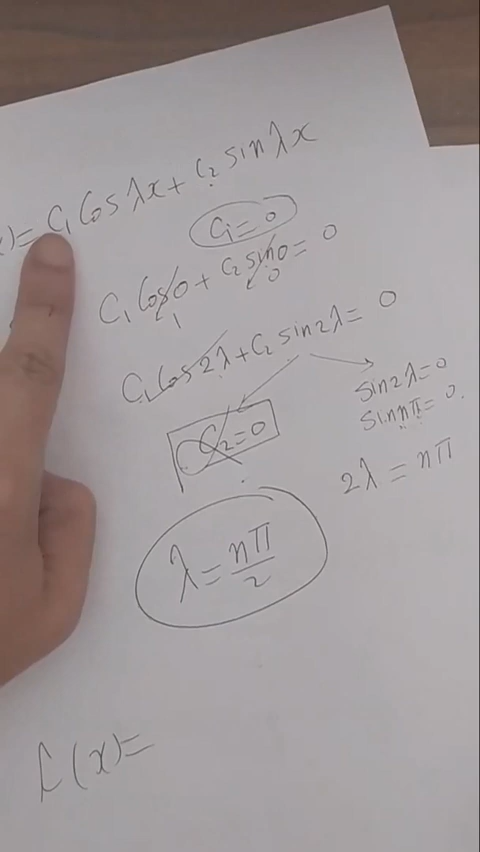 )= C₁ Cos λx + C₂ sin λx
C₁ = 0
C₁ Cos 0 + C₂ sin 0 = 0
1 0
C₁ Cos 2λ + C₂ sin 2λ = 0
C₂ = 0
sin 2λ = 0
sin nπ = 0.
2λ = nπ
λ = nπ/2
(x) =